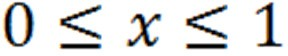 0 ≤ x ≤ 1